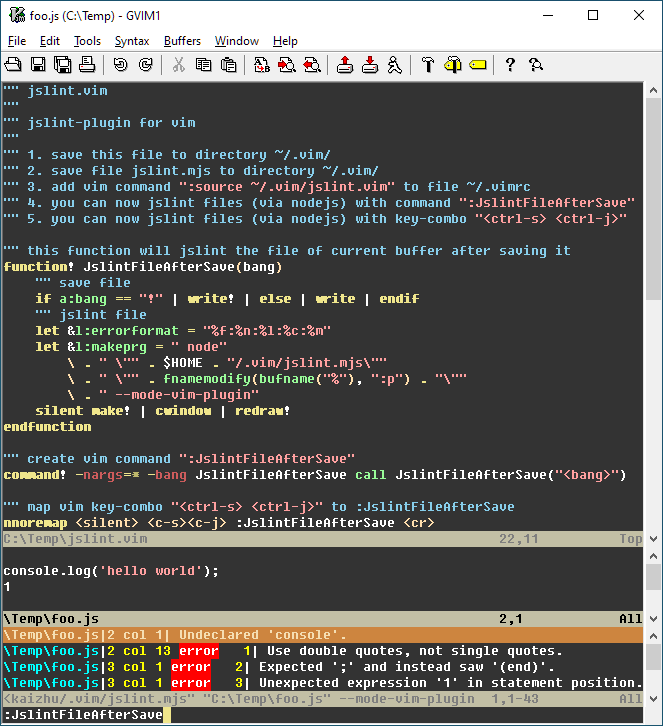 foo.js (C:\Temp) - GVIM1
File Edit Tools Syntax Buffers Window Help
"" jslint.vim
""
"" jslint-plugin for vim
""
"" 1. save this file to directory ~/.vim/
"" 2. save file jslint.mjs to directory ~/.vim/
"" 3. add vim command ":source ~/.vim/jslint.vim" to file ~/.vimrc
"" 4. you can now jslint files (via nodejs) with command ":JslintFileAfterSave"
"" 5. you can now jslint files (via nodejs) with key-combo "<ctrl-s> <ctrl-j>"
"" this function will jslint the file of current buffer after saving it
function! JslintFileAfterSave(bang)
    "" save file
    if a:bang == "!" | write! | else | write | endif
    "" jslint file
    let &l:errorformat = "%f:%n:%l:%c:%m"
    let &l:makeprg = " node"
        \ . " \"" . $HOME . "/.vim/jslint.mjs\""
        \ . " \"" . fnamemodify(bufname("%"), ":p") . "\""
        \ . " --mode-vim-plugin"
    silent make! | cwindow | redraw!
endfunction
"" create vim command ":JslintFileAfterSave"
command! -nargs=* -bang JslintFileAfterSave call JslintFileAfterSave("<bang>")
"" map vim key-combo "<ctrl-s> <ctrl-j>" to :JslintFileAfterSave
nnoremap <silent> <c-s><c-j> :JslintFileAfterSave <cr>
C:\Temp\jslint.vim 22,11 Top
console.log('hello world');
1
\Temp\foo.js 2,1 All
\Temp\foo.js|2 col 1| Undeclared 'console'.
\Temp\foo.js|2 col 13 error   1| Use double quotes, not single quotes.
\Temp\foo.js|3 col 1 error   2| Expected ';' and instead saw '(end)'.
\Temp\foo.js|3 col 1 error   3| Unexpected expression '1' in statement position.
<kaizhu/.vim/jslint.mjs" "C:\Temp\foo.js" --mode-vim-plugin 1,1-43 All
:JslintFileAfterSave